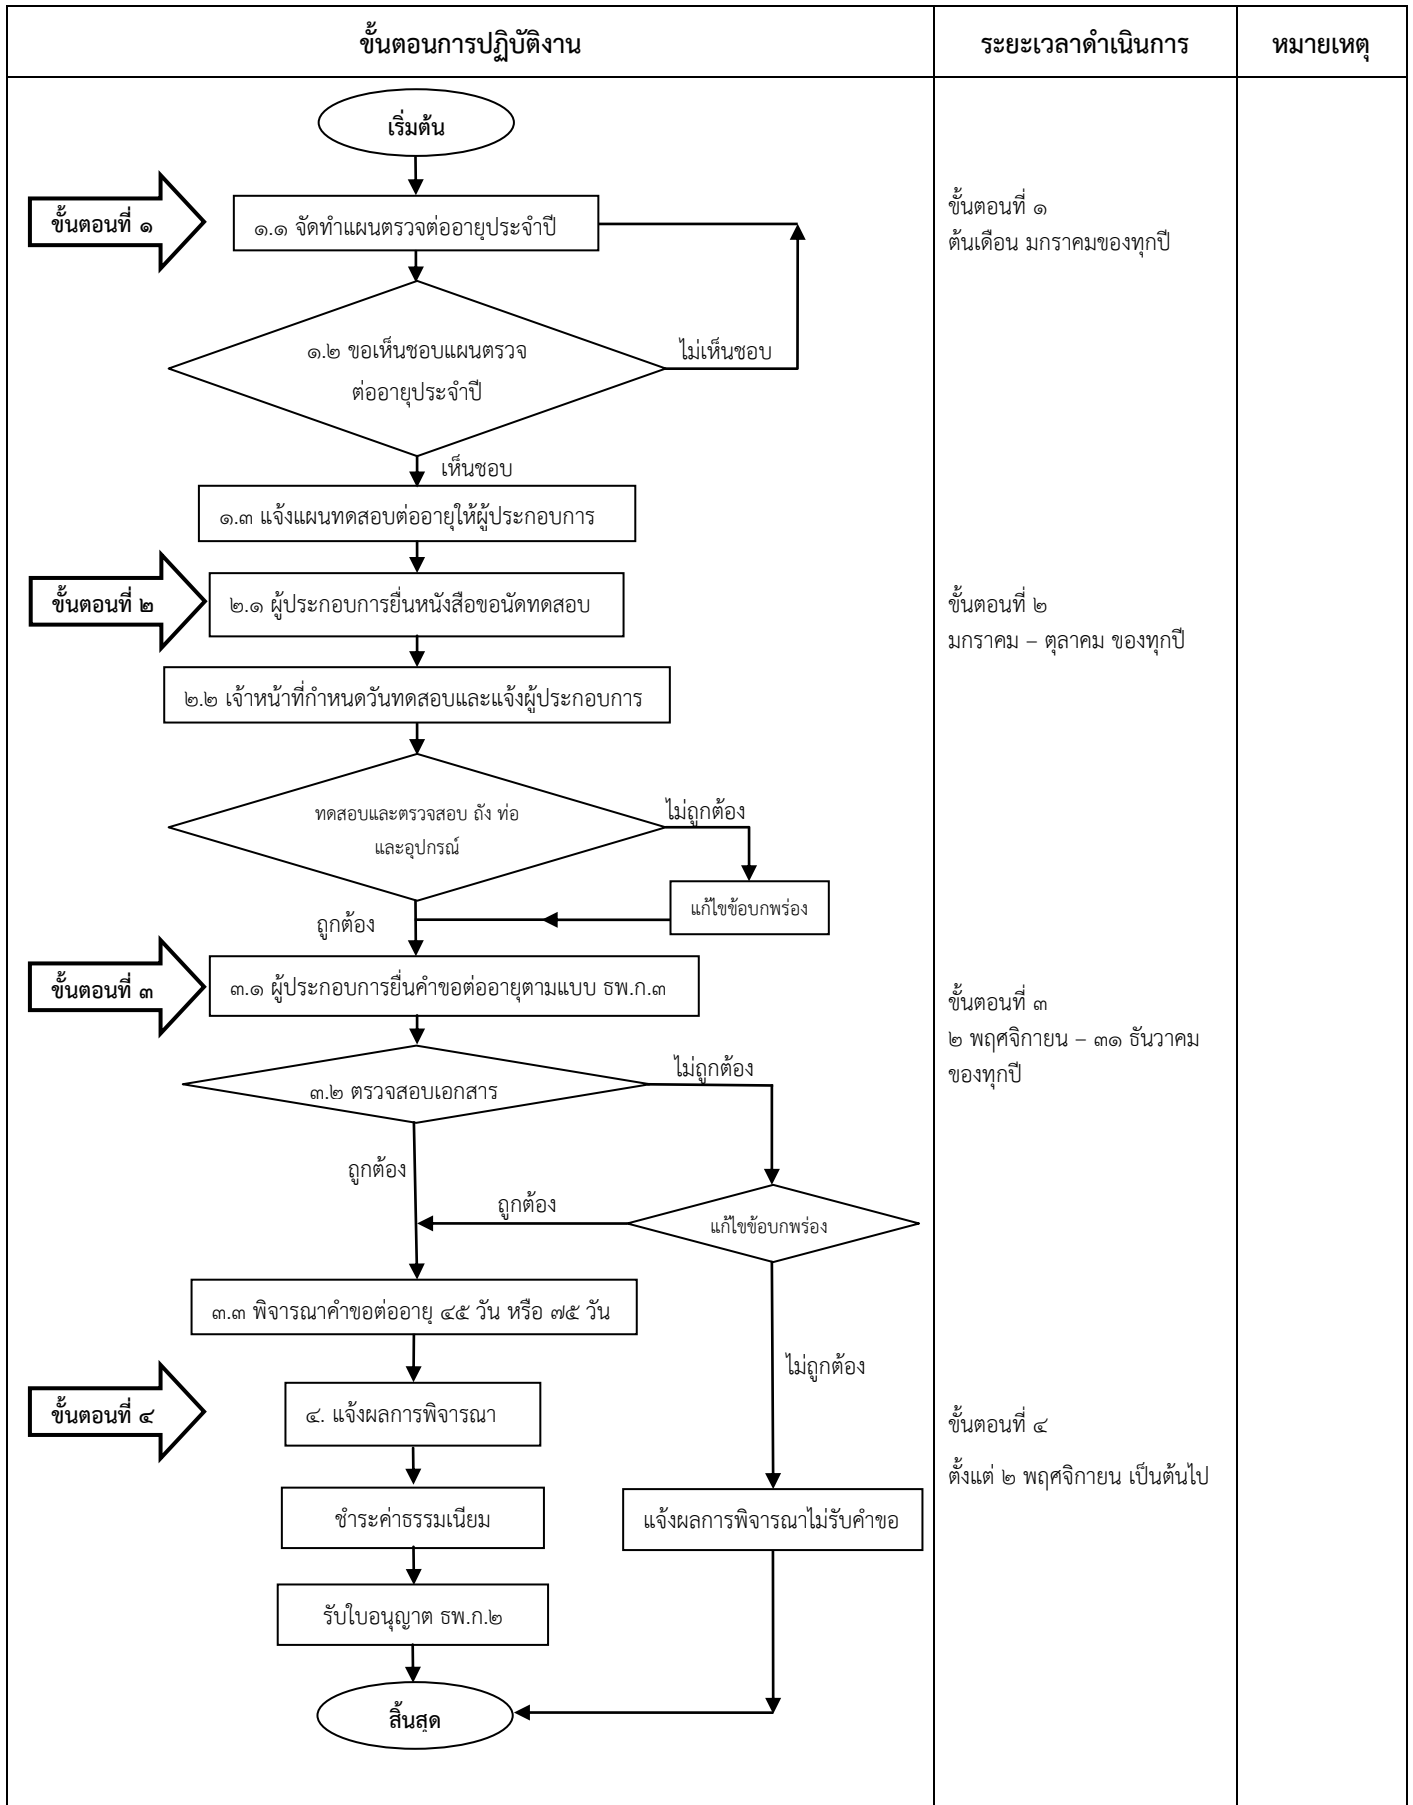 ขั้นตอนการปฏิบัติงาน
ระยะเวลาดำเนินการ
หมายเหตุ
เริ่มต้น
ขั้นตอนที่ ๑
๑.๑ จัดทำแผนตรวจต่ออายุประจำปี
ขั้นตอนที่ ๑
ต้นเดือน มกราคมของทุกปี
๑.๒ ขอเห็นชอบแผนตรวจ
ต่ออายุประจำปี
ไม่เห็นชอบ
เห็นชอบ
๑.๓ แจ้งแผนทดสอบต่ออายุให้ผู้ประกอบการ
ขั้นตอนที่ ๒
๒.๑ ผู้ประกอบการยื่นหนังสือขอนัดทดสอบ
ขั้นตอนที่ ๒
มกราคม – ตุลาคม ของทุกปี
๒.๒ เจ้าหน้าที่กำหนดวันทดสอบและแจ้งผู้ประกอบการ
ทดสอบและตรวจสอบ ถัง ท่อ
และอุปกรณ์
ไม่ถูกต้อง
แก้ไขข้อบกพร่อง
ถูกต้อง
ขั้นตอนที่ ๓
๓.๑ ผู้ประกอบการยื่นคำขอต่ออายุตามแบบ ธพ.ก.๓
ขั้นตอนที่ ๓
๒ พฤศจิกายน – ๓๑ ธันวาคม
ของทุกปี
๓.๒ ตรวจสอบเอกสาร
ไม่ถูกต้อง
ถูกต้อง
ถูกต้อง
แก้ไขข้อบกพร่อง
๓.๓ พิจารณาคำขอต่ออายุ ๔๕ วัน หรือ ๗๕ วัน
ไม่ถูกต้อง
ขั้นตอนที่ ๔
๔. แจ้งผลการพิจารณา
ขั้นตอนที่ ๔
ตั้งแต่ ๒ พฤศจิกายน เป็นต้นไป
ชำระค่าธรรมเนียม
แจ้งผลการพิจารณาไม่รับคำขอ
รับใบอนุญาต ธพ.ก.๒
สิ้นสุด